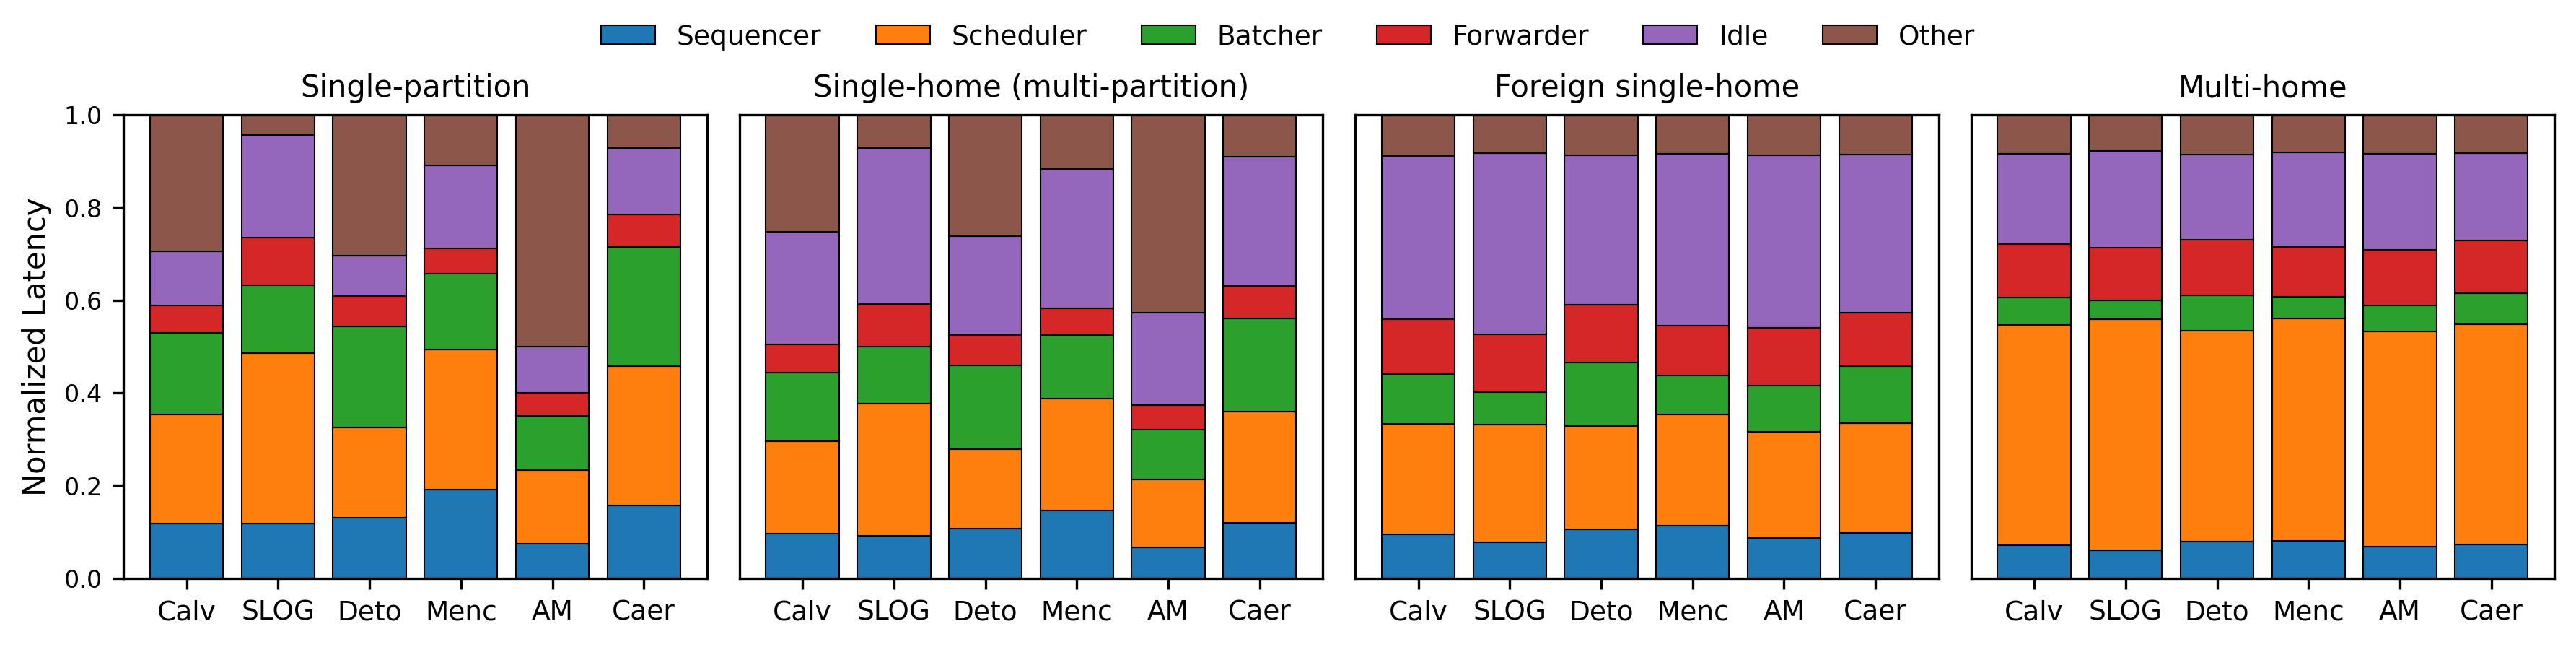 Sequencer Scheduler Batcher Forwarder Idle Other
Single-partition Single-home (multi-partition) Foreign single-home Multi-home
Normalized Latency
1.0
0.8
0.6
0.4
0.2
0.0
Calv SLOG Deto Menc AM Caer Calv SLOG Deto Menc AM Caer Calv SLOG Deto Menc AM Caer Calv SLOG Deto Menc AM Caer